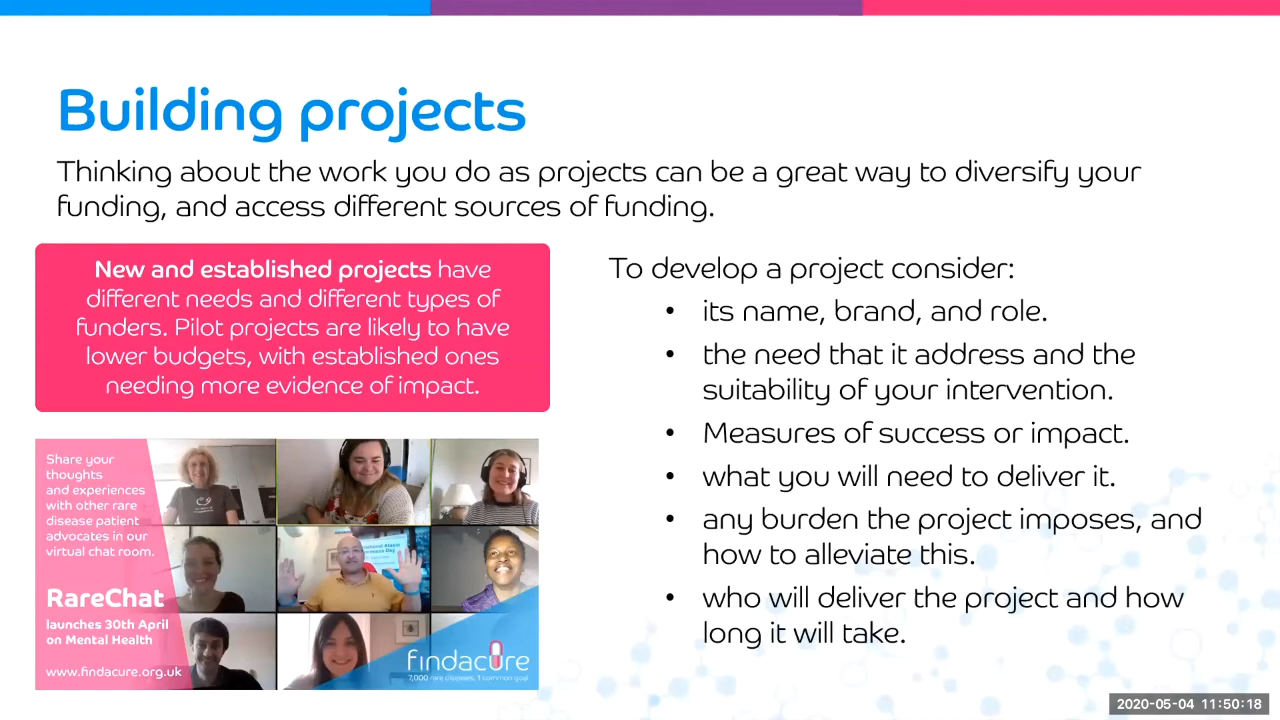 Building projects
Thinking about the work you do as projects can be a great way to diversify your
funding, and access different sources of funding.
New and established projects have
different needs and different types of
funders. Pilot projects are likely to have
lower budgets, with established ones
needing more evidence of impact.
Share your
thoughts
and experiences
with other rare
disease patient
advocates in our
virtual chat room.
RareChat
launches 30th April
on Mental Health
www.findacure.org.uk
findacure
7,000 rare diseases, 1 common goal
To develop a project consider:
• its name, brand, and role.
• the need that it address and the
suitability of your intervention.
• Measures of success or impact.
• what you will need to deliver it.
• any burden the project imposes, and
how to alleviate this.
• who will deliver the project and how
long it will take.
2020-05-04 11:50:18